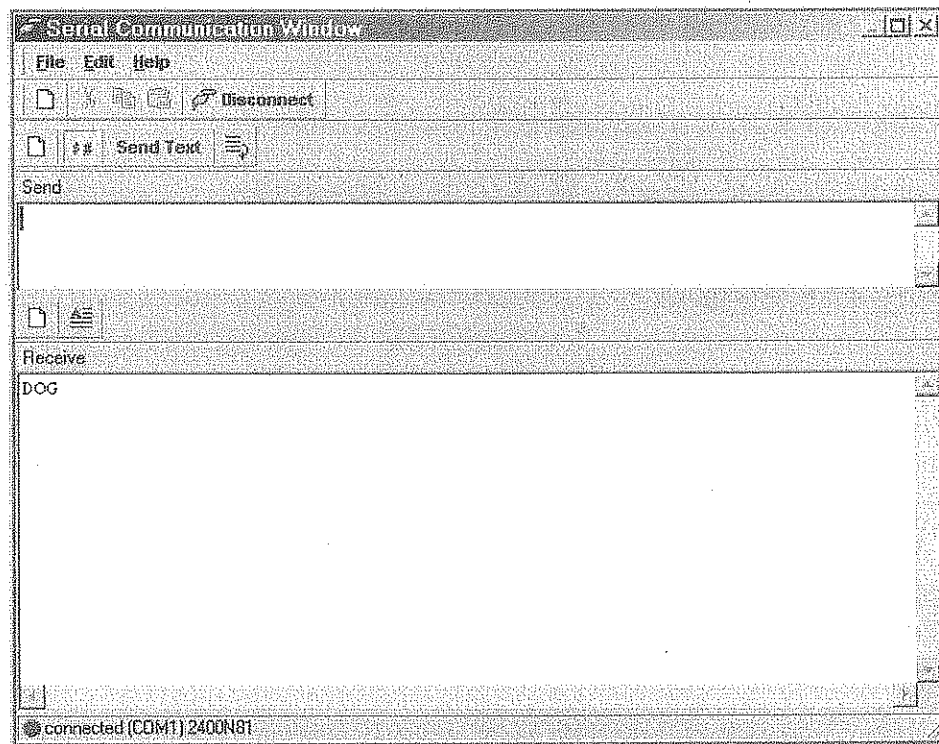 Serial Communication Window
File Edit Help
Disconnect
Send Text
Send
Receive
DOG
connected (COM1) 2400N81